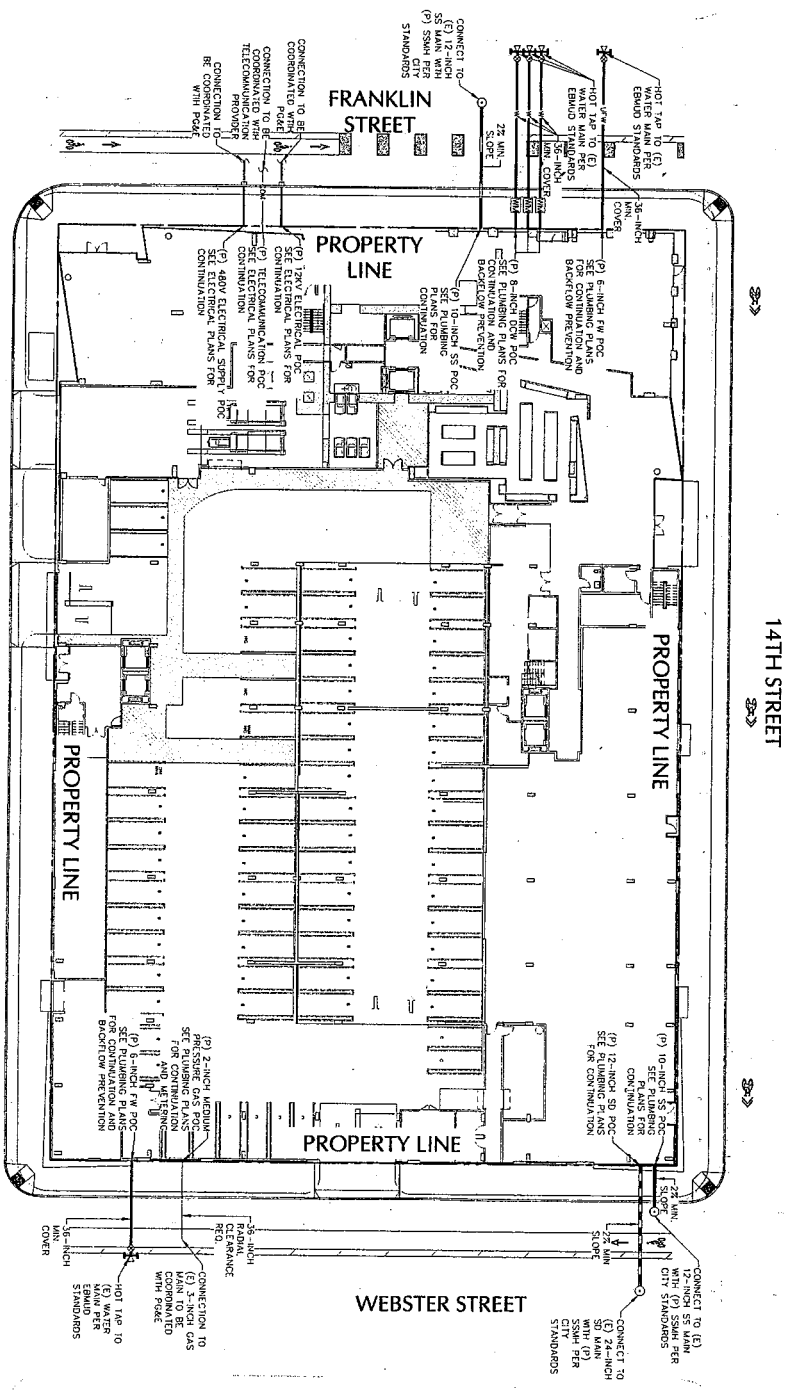 14TH STREET
FRANKLIN
STREET
WEBSTER STREET
PROPERTY
LINE
PROPERTY LINE
PROPERTY LINE
PROPERTY LINE
HOT TAP TO (E)
WATER MAIN PER
EBMUD STANDARDS
36-INCH
MIN.
COVER
HOT TAP TO (E)
WATER MAIN PER
EBMUD STANDARDS
36-INCH
MIN. COVER
CONNECT TO
(E) 12-INCH
SS MAIN WITH
(P) SSMH PER
CITY
STANDARDS
2% MIN.
SLOPE
CONNECTION TO BE
COORDINATED WITH
PG&E
CONNECTION TO BE
COORDINATED WITH
TELECOMMUNICATION
PROVIDER
CONNECTION TO
BE COORDINATED
WTIH PG&E
(P) 6-INCH FW POC
SEE PLUMBING PLANS
FOR CONTINUATION AND
BACKFLOW PREVENTION
(P) 8-INCH DCW POC
SEE PLUMBING PLANS FOR
CONTINUATION AND
BACKFLOW PREVENTION
(P) 10-INCH SS POC
SEE PLUMBING
PLANS FOR
CONTINUATION
(P) 12KV ELECTRICAL POC
SEE ELECTRICAL PLANS FOR
CONTINUATION
(P) TELECOMMUNICATION POC
SEE ELECTRICAL PLANS FOR
CONTINUATION
(P) 480V ELECTRICAL SUPPLY POC
SEE ELECTRICAL PLANS FOR
CONTINUATION
(P) 10-INCH SS POC
SEE PLUMBING
PLANS FOR
CONTINUATION
(P) 12-INCH SD POC
SEE PLUMBING PLANS
FOR CONTINUATION
(P) 2-INCH MEDIUM
PRESSURE GAS POC
SEE PLUMBING PLANS
FOR CONTINUATION
AND METERING
(P) 6-INCH FW POC
SEE PLUMBING PLANS
FOR CONTINUATION AND
BACKFLOW PREVENTION
2% MIN.
SLOPE
CONNECT TO (E)
12-INCH SS MAIN
WITH (P) SSMH PER
CITY STANDARDS
2% MIN
SLOPE
CONNECT TO
(E) 24-INCH
SD MAIN
WITH (P)
SSMH PER
CITY
STANDARDS
36-INCH
RADIAL
CLEARANCE
REQ.
CONNECTION TO
(E) 3-INCH GAS
MAIN TO BE
COORDINATED
WITH PG&E
36-INCH
MIN
COVER
HOT TAP TO
(E) WATER
MAIN PER
EBMUD
STANDARDS